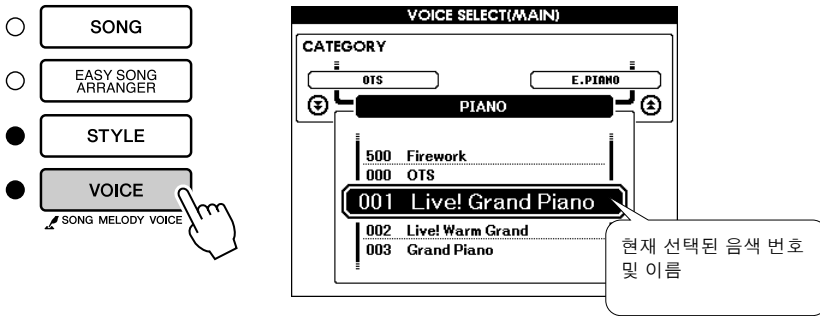 SONG
EASY SONG
ARRANGER
STYLE
VOICE
SONG MELODY VOICE
VOICE SELECT(MAIN)
CATEGORY
OTS
E.PIANO
PIANO
500 Firework
000 OTS
001 Live! Grand Piano
002 Live! Warm Grand
003 Grand Piano
현재 선택된 음색 번호
및 이름